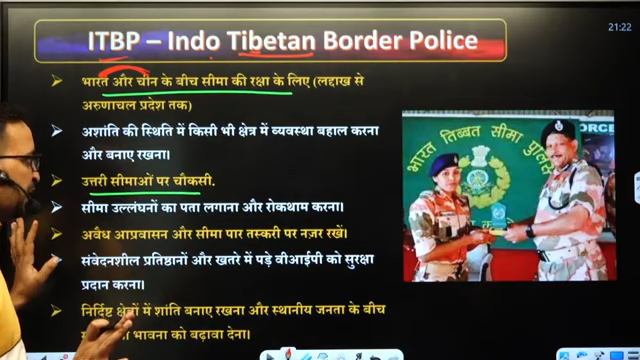 21:22
ITBP – Indo Tibetan Border Police
भारत और चीन के बीच सीमा की रक्षा के लिए (लद्दाख से
अरुणाचल प्रदेश तक)
अशांति की स्थिति में किसी भी क्षेत्र में व्यवस्था बहाल करना
और बनाए रखना।
उत्तरी सीमाओं पर चौकसी.
सीमा उल्लंघनों का पता लगाना और रोकथाम करना।
अवैध आप्रवासन और सीमा पार तस्करी पर नज़र रखें।
संवेदनशील प्रतिष्ठानों और खतरे में पड़े वीआईपी को सुरक्षा
प्रदान करना।
निर्दिष्ट क्षेत्रों में शांति बनाए रखना और स्थानीय जनता के बीच
भावना को बढ़ावा देना।
भारत तिब्बत सीमा पुलिस